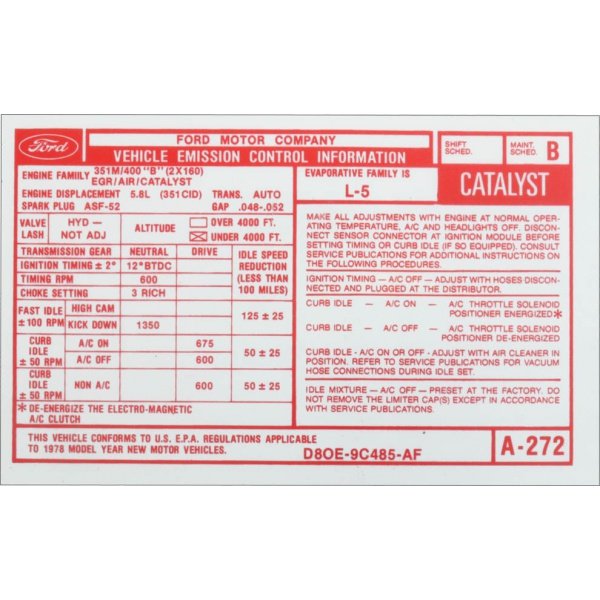 Ford
FORD MOTOR COMPANY
VEHICLE EMISSION CONTROL INFORMATION
SHIFT SCHED.
MAINT. SCHED. B
ENGINE FAMILY 351M/400 "B" (2X160)
EGR/AIR/CATALYST
ENGINE DISPLACEMENT 5.8L (351CID) TRANS. AUTO
SPARK PLUG ASF-52 GAP .048-.052
EVAPORATIVE FAMILY IS
L-5
CATALYST
VALVE LASH HYD – NOT ADJ ALTITUDE
OVER 4000 FT.
UNDER 4000 FT.
TRANSMISSION GEAR NEUTRAL DRIVE IDLE SPEED REDUCTION (LESS THAN 100 MILES)
IGNITION TIMING ± 2° 12°BTDC
TIMING RPM 600
CHOKE SETTING 3 RICH
FAST IDLE ± 100 RPM HIGH CAM 125 ± 25
KICK DOWN 1350
CURB IDLE ± 50 RPM A/C ON 675 50 ± 25
A/C OFF 600
CURB IDLE ± 50 RPM NON A/C 600 50 ± 25
* DE-ENERGIZE THE ELECTRO-MAGNETIC
A/C CLUTCH
MAKE ALL ADJUSTMENTS WITH ENGINE AT NORMAL OPER-
ATING TEMPERATURE, A/C AND HEADLIGHTS OFF. DISCON-
NECT SENSOR CONNECTOR AT IGNITION MODULE BEFORE
SETTING TIMING OR CURB IDLE (IF SO EQUIPPED). CONSULT
SERVICE PUBLICATIONS FOR ADDITIONAL INSTRUCTIONS ON
THE FOLLOWING PROCEDURES.
IGNITION TIMING – A/C OFF – ADJUST WITH HOSES DISCON-
NECTED AND PLUGGED AT THE DISTRIBUTOR.
CURB IDLE – A/C ON – A/C THROTTLE SOLENOID
POSITIONER ENERGIZED*
CURB IDLE – A/C OFF – A/C THROTTLE SOLENOID
POSITIONER DE-ENERGIZED
CURB IDLE - A/C ON OR OFF - ADJUST WITH AIR CLEANER IN
POSITION. REFER TO SERVICE PUBLICATIONS FOR VACUUM
HOSE CONNECTIONS DURING IDLE SET.
IDLE MIXTURE – A/C OFF – PRESET AT THE FACTORY. DO
NOT REMOVE THE LIMITER CAP(S) EXCEPT IN ACCORDANCE
WITH SERVICE PUBLICATIONS.
THIS VEHICLE CONFORMS TO U.S. E.P.A. REGULATIONS APPLICABLE
TO 1978 MODEL YEAR NEW MOTOR VEHICLES.
D8OE-9C485-AF
A-272